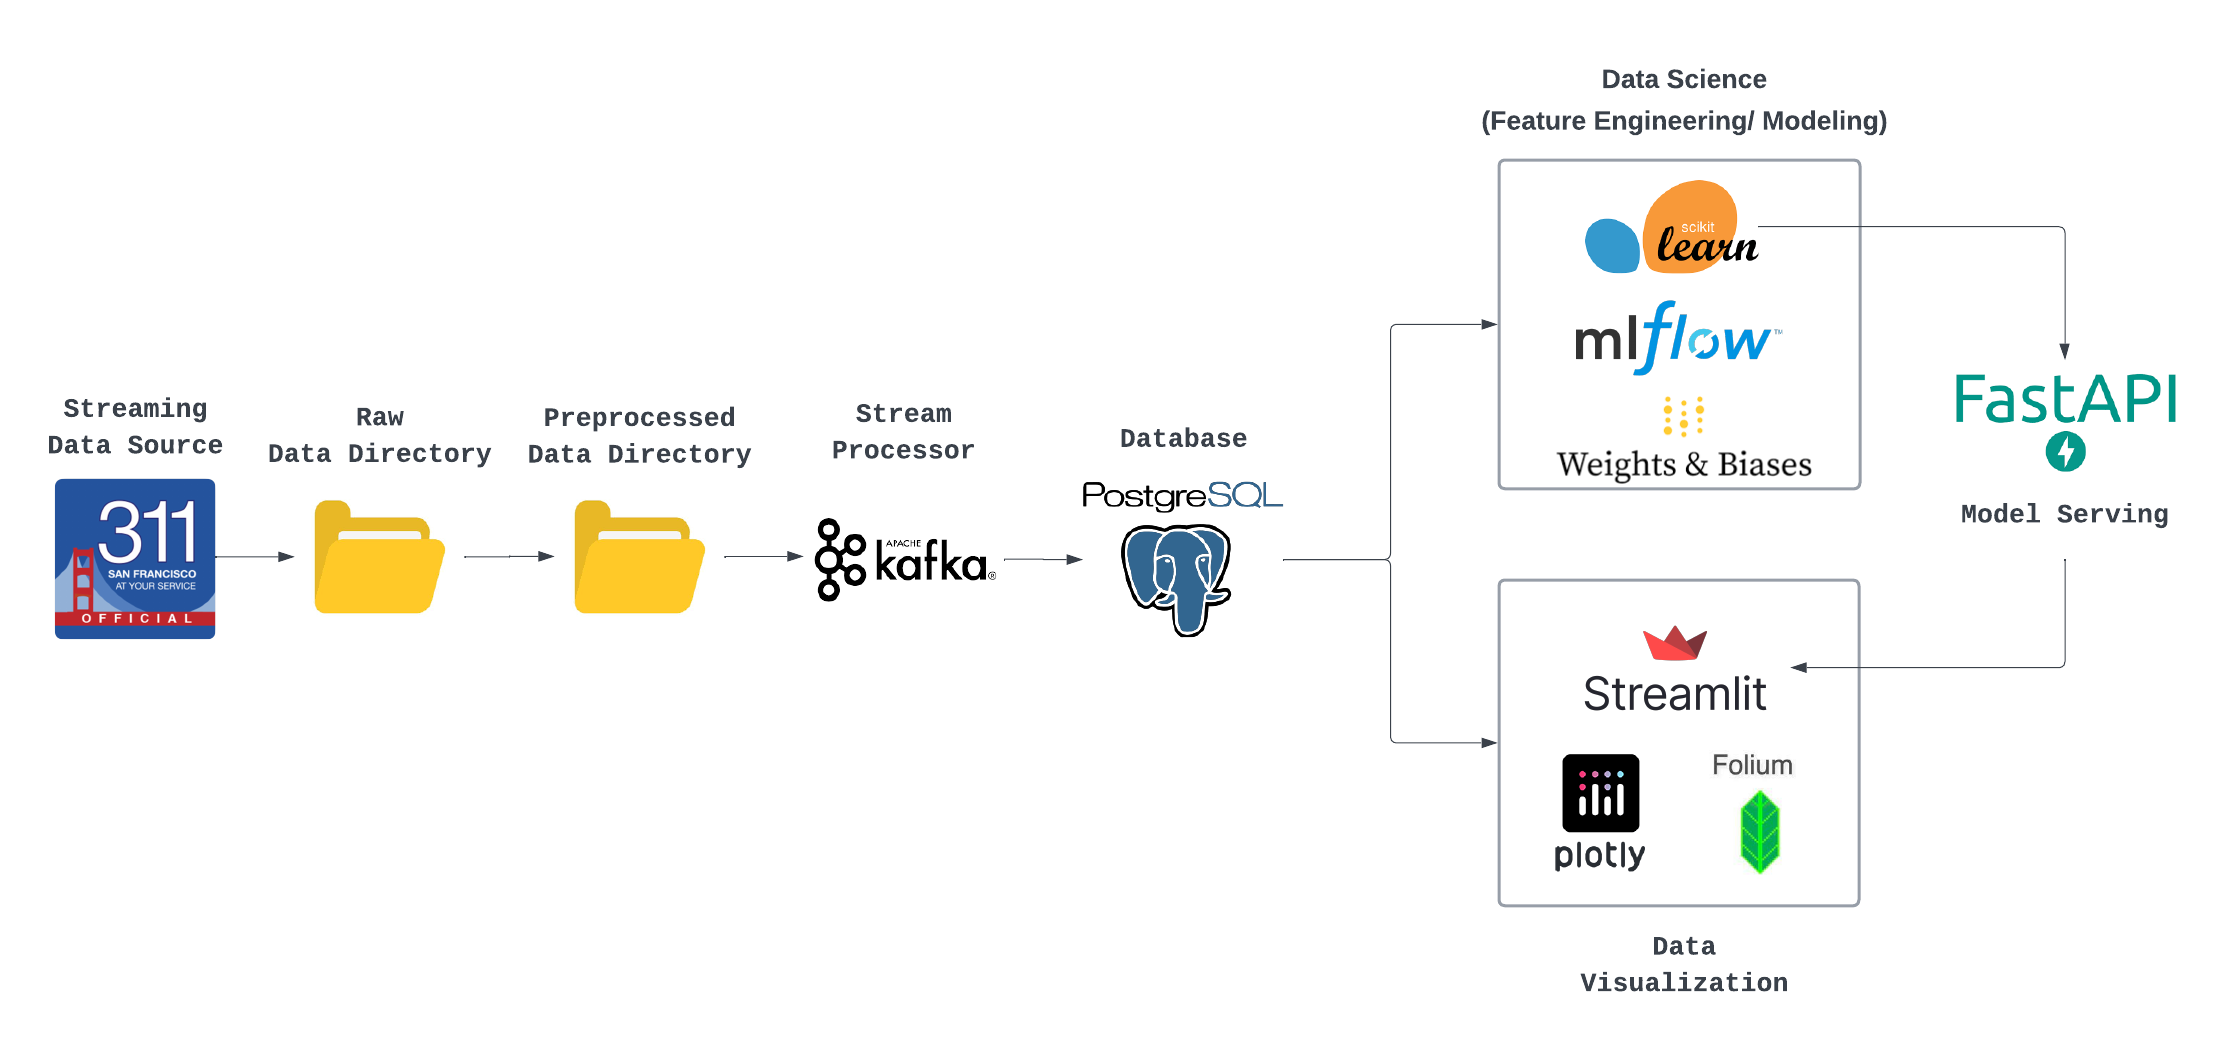 Streaming
Data Source
311
SAN FRANCISCO
AT YOUR SERVICE
OFFICIAL
Raw
Data Directory
Preprocessed
Data Directory
Stream
Processor
APACHE
kafka®
Database
PostgreSQL
Data Science
(Feature Engineering/ Modeling)
scikit
learn
mlflow™
Weights & Biases
FastAPI
Model Serving
Streamlit
plotly
Folium
Data
Visualization